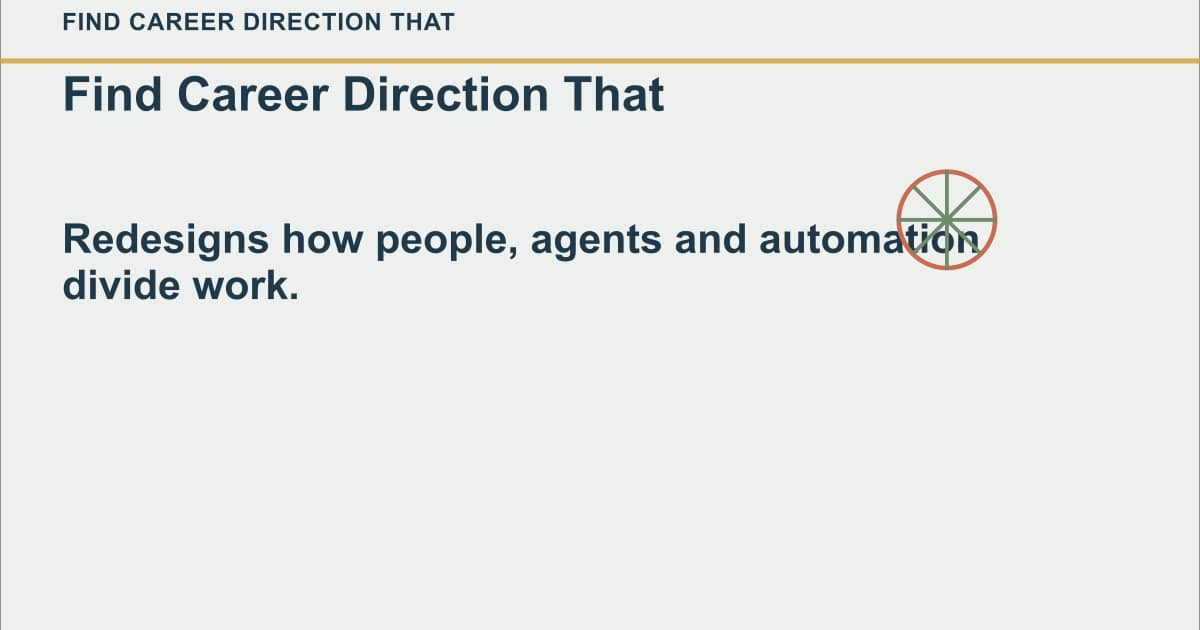 FIND CAREER DIRECTION THAT
Find Career Direction That
Redesigns how people, agents and automation
divide work.